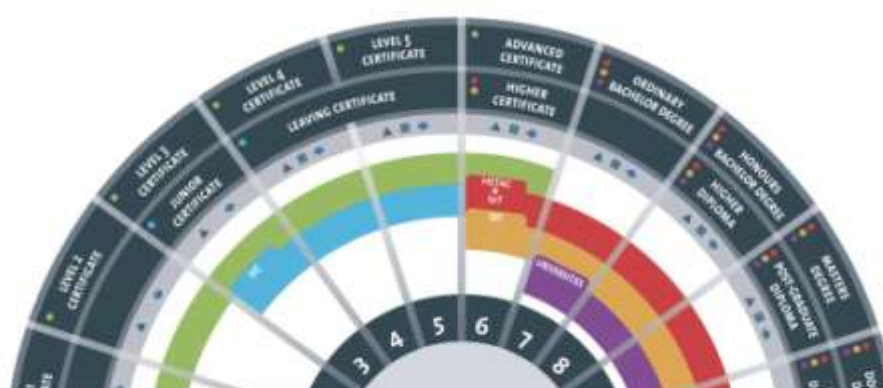 LEVEL 2
CERTIFICATE
LEVEL 3
CERTIFICATE
JUNIOR
CERTIFICATE
LEVEL 4
CERTIFICATE
LEVEL 5
CERTIFICATE
LEAVING CERTIFICATE
ADVANCED
CERTIFICATE
HIGHER
CERTIFICATE
ORDINARY
BACHELOR DEGREE
HONOURS
BACHELOR DEGREE
HIGHER
DIPLOMA
MASTERS
DEGREE
POST-GRADUATE
DIPLOMA
UNIVERSITIES
3
4
5
6
7
8